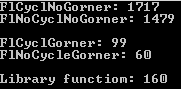 FlCyclNoGorner: 1717
FlNoCyclNoGorner: 1479
FlCyclGorner: 99
FlNoCycleGorner: 60
Library function: 160